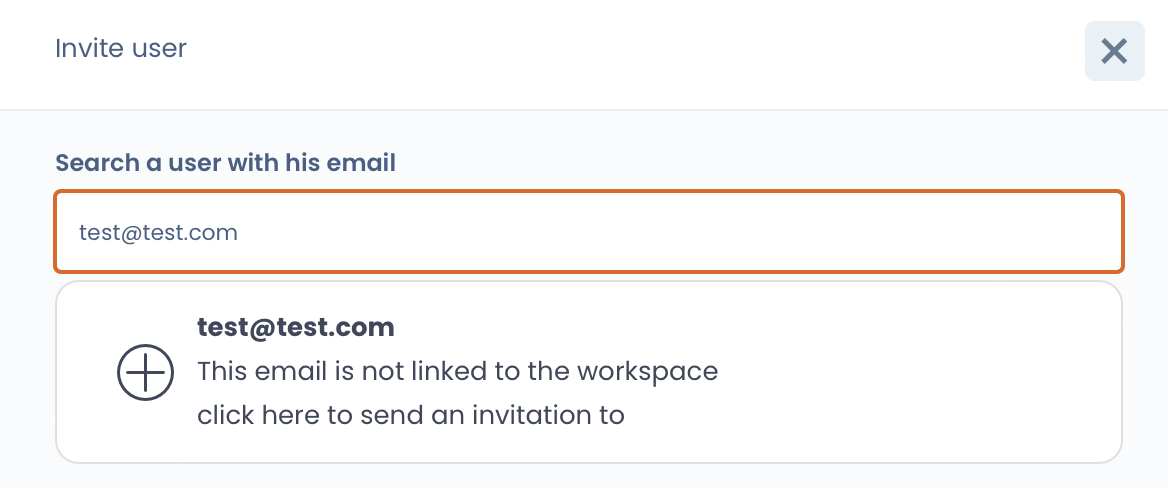 Invite user
Search a user with his email
test@test.com
test@test.com
This email is not linked to the workspace
click here to send an invitation to